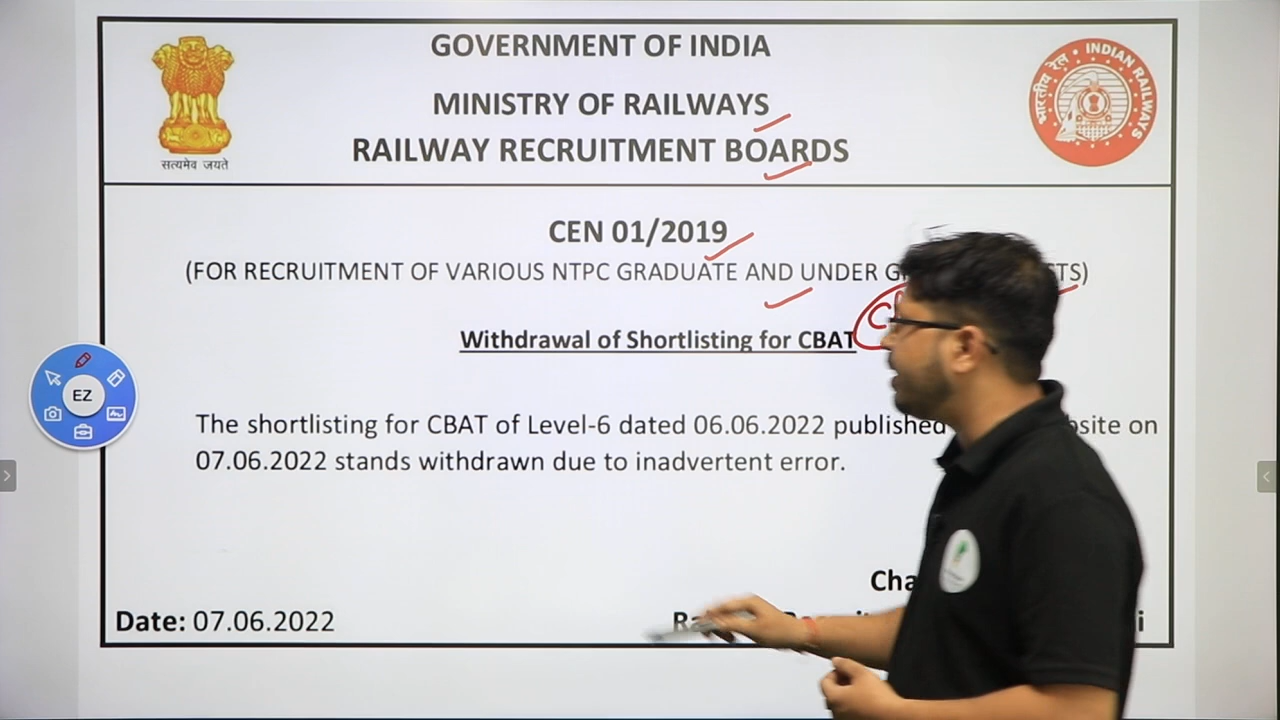 GOVERNMENT OF INDIA
MINISTRY OF RAILWAYS
RAILWAY RECRUITMENT BOARDS
सत्यमेव जयते
भारतीय रेल • INDIAN RAILWAYS
CEN 01/2019
(FOR RECRUITMENT OF VARIOUS NTPC GRADUATE AND UNDER
Withdrawal of Shortlisting for CBAT
EZ
The shortlisting for CBAT of Level-6 dated 06.06.2022 published on
07.06.2022 stands withdrawn due to inadvertent error.
Date: 07.06.2022